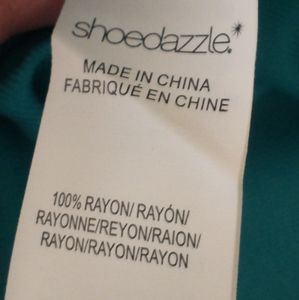 shoedazzle*
MADE IN CHINA
FABRIQUÉ EN CHINE
100% RAYON/ RAYÓN/
RAYONNE/REYON/RAION/
RAYON/RAYON/RAYON